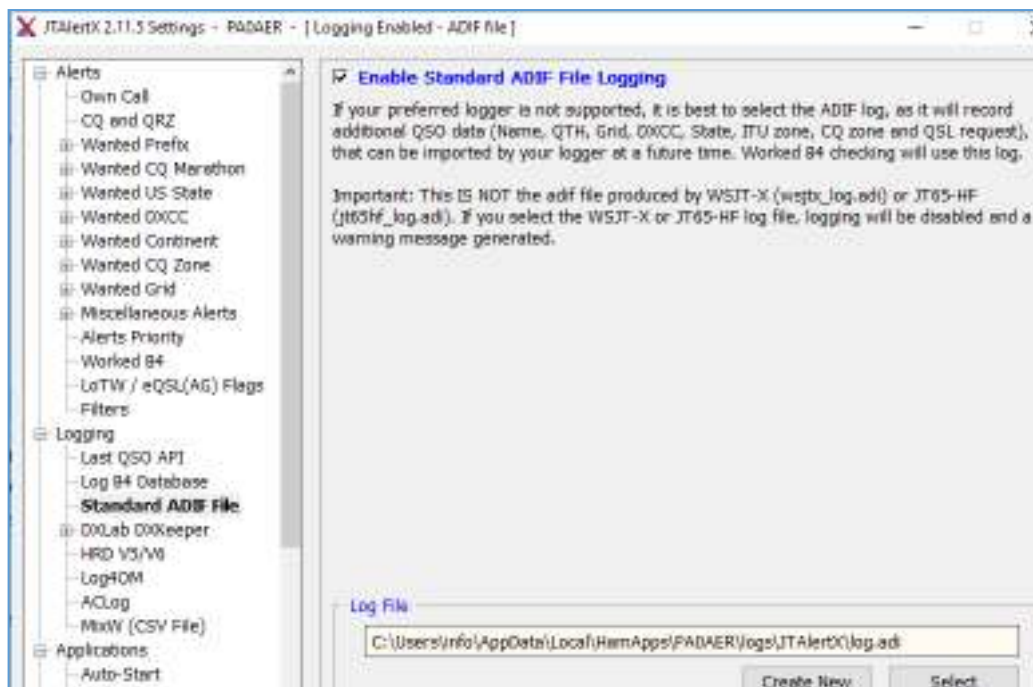 JTAlertX 2.11.5 Settings - PA0AER - [ Logging Enabled - ADIF file ]
Alerts
Own Call
CQ and QRZ
Wanted Prefix
Wanted CQ Marathon
Wanted US State
Wanted DXCC
Wanted Continent
Wanted CQ Zone
Wanted Grid
Miscellaneous Alerts
Alerts Priority
Worked B4
LoTW / eQSL(AG) Flags
Filters
Logging
Last QSO API
Log B4 Database
Standard ADIF File
DXLab DXKeeper
HRD V5/V6
Log4OM
ACLog
MixW (CSV File)
Applications
Auto-Start
Enable Standard ADIF File Logging
If your preferred logger is not supported, it is best to select the ADIF log, as it will record
additional QSO data (Name, QTH, Grid, DXCC, State, ITU zone, CQ zone and QSL request),
that can be imported by your logger at a future time. Worked B4 checking will use this log.
Important: This IS NOT the adif file produced by WSJT-X (wsjtx_log.adi) or JT65-HF
(jt65hf_log.adi). If you select the WSJT-X or JT65-HF log file, logging will be disabled and a
warning message generated.
Log File
C:\Users\info\AppData\Local\HamApps\PA0AER\logs\JTAlertX\log.adi
Create New
Select